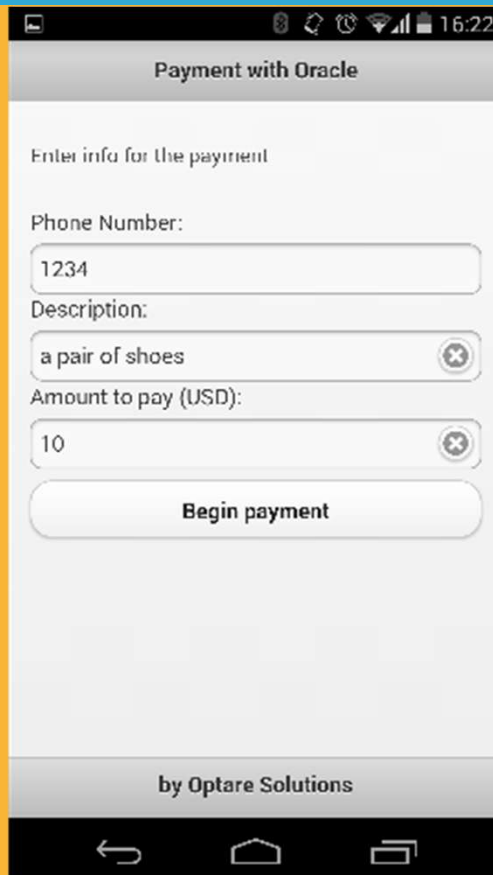 16:22
Payment with Oracle
Enter info for the payment
Phone Number:
1234
Description:
a pair of shoes
Amount to pay (USD):
10
Begin payment
by Optare Solutions